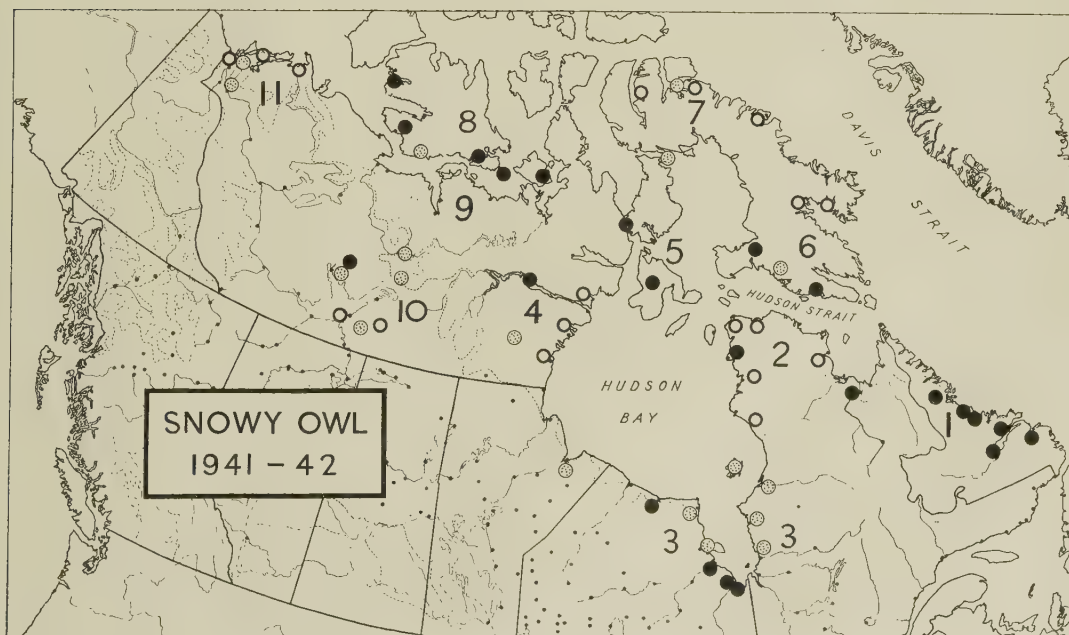 11
8
7
DAVIS
STRAIT
9
5
6
10
4
HUDSON STRAIT
2
HUDSON
BAY
1
SNOWY OWL
1941 – 42
3
3